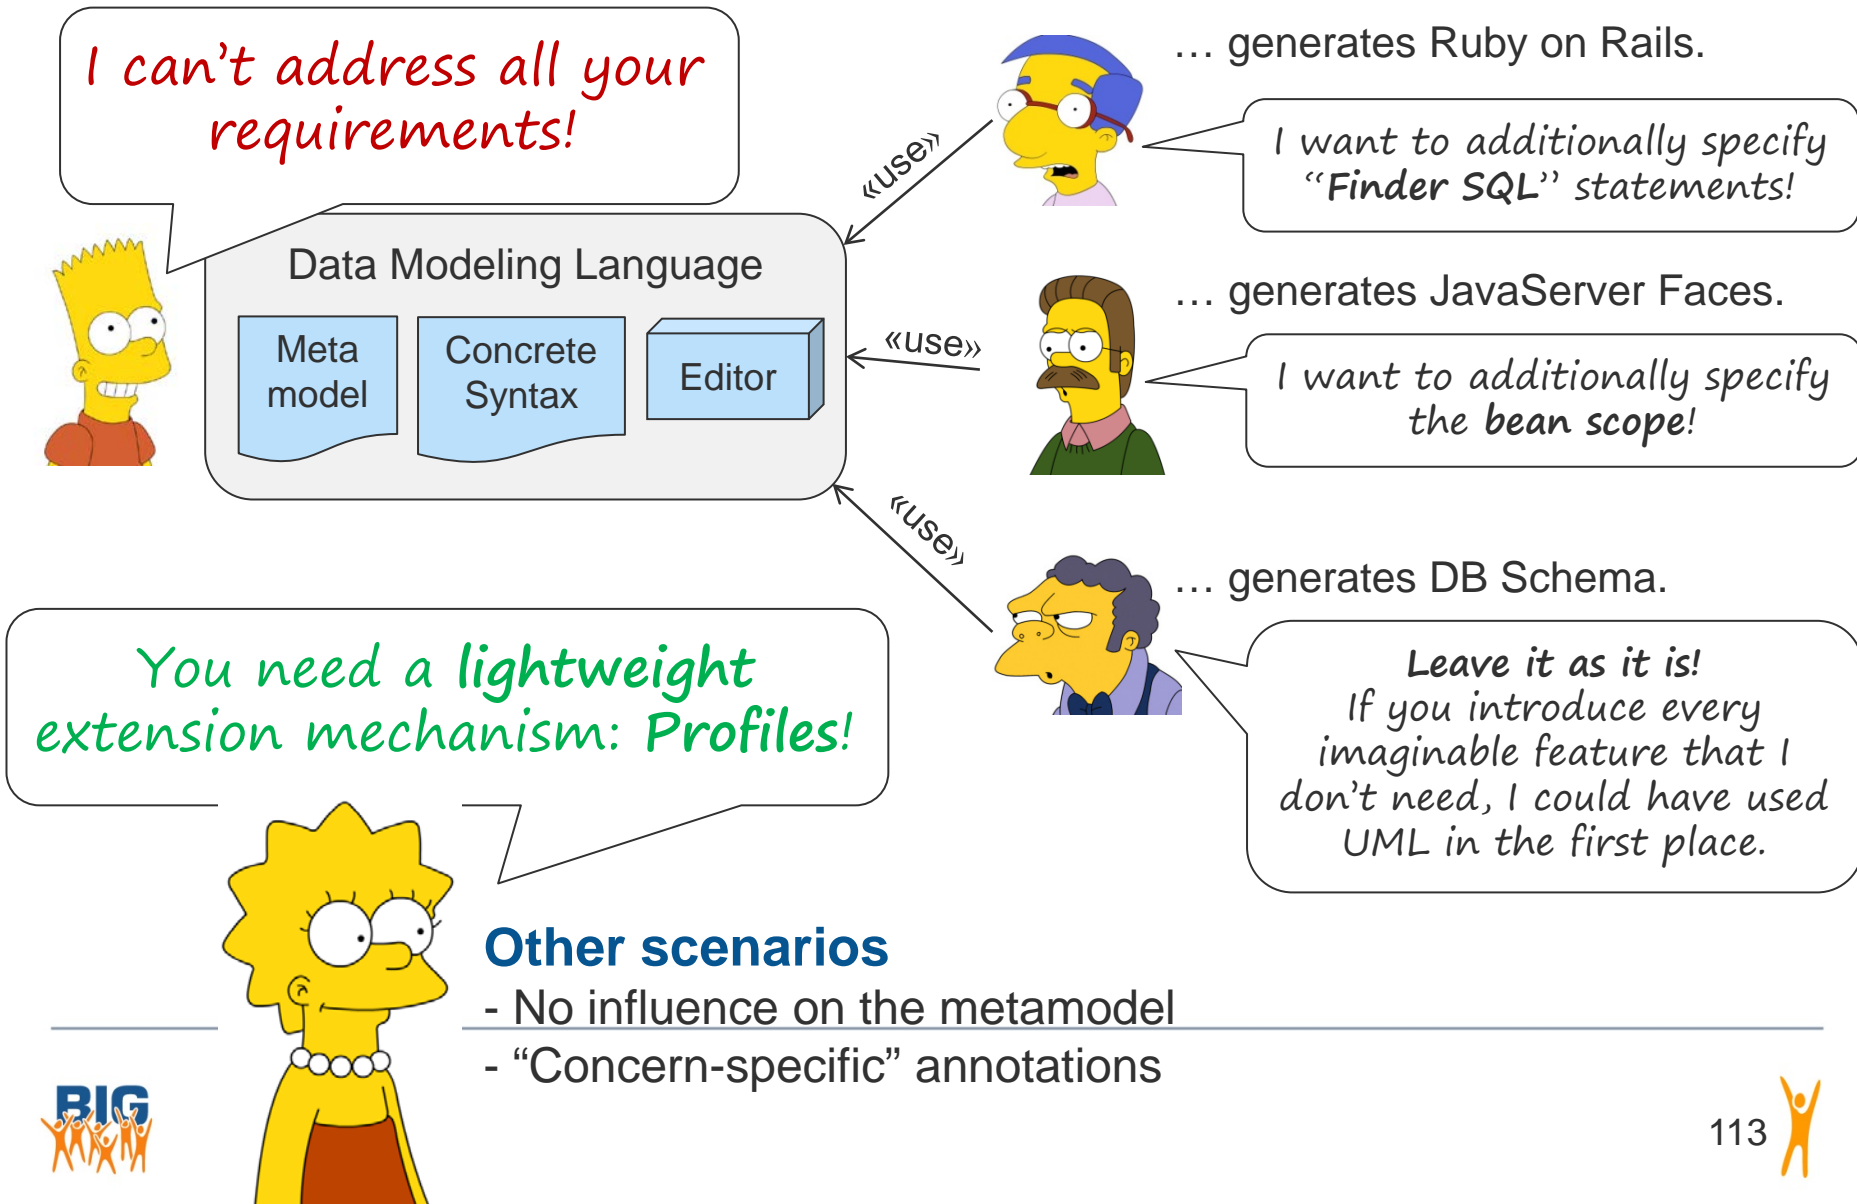 I can’t address all your
requirements!
Data Modeling Language
Meta
model
Concrete
Syntax
Editor
«use»
«use»
«use»
… generates Ruby on Rails.
I want to additionally specify
“Finder SQL” statements!
… generates JavaServer Faces.
I want to additionally specify
the bean scope!
… generates DB Schema.
Leave it as it is!
If you introduce every
imaginable feature that I
don’t need, I could have used
UML in the first place.
You need a lightweight
extension mechanism: Profiles!
Other scenarios
- No influence on the metamodel
- “Concern-specific” annotations
BIG
113